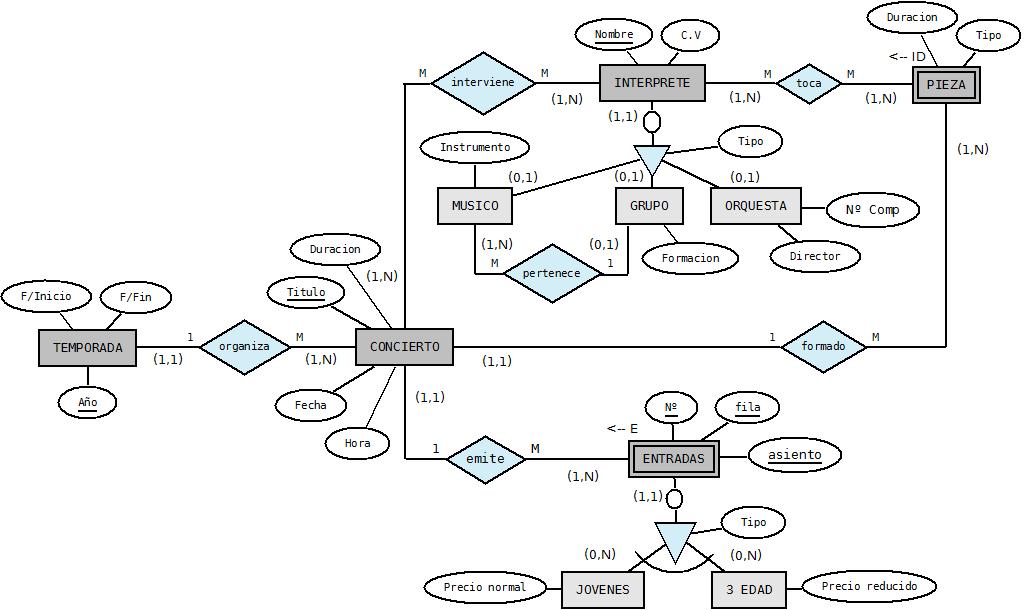 Duracion
Tipo
Nombre
C.V
<-- ID
M
interviene
M
INTERPRETE
M
toca
M
PIEZA
(1,N)
(1,N)
(1,N)
(1,1)
Instrumento
Tipo
(1,N)
(0,1)
(0,1)
(0,1)
MUSICO
GRUPO
ORQUESTA
Nº Comp
(1,N)
(0,1)
M
pertenece
1
Formacion
Director
Duracion
(1,N)
F/Inicio
F/Fin
Titulo
TEMPORADA
1
organiza
M
CONCIERTO
1
formado
M
(1,1)
(1,N)
(1,1)
Año
Fecha
(1,1)
Hora
Nº
fila
<-- E
1
emite
M
ENTRADAS
asiento
(1,N)
(1,1)
Tipo
(0,N)
(0,N)
Precio normal
JOVENES
3 EDAD
Precio reducido